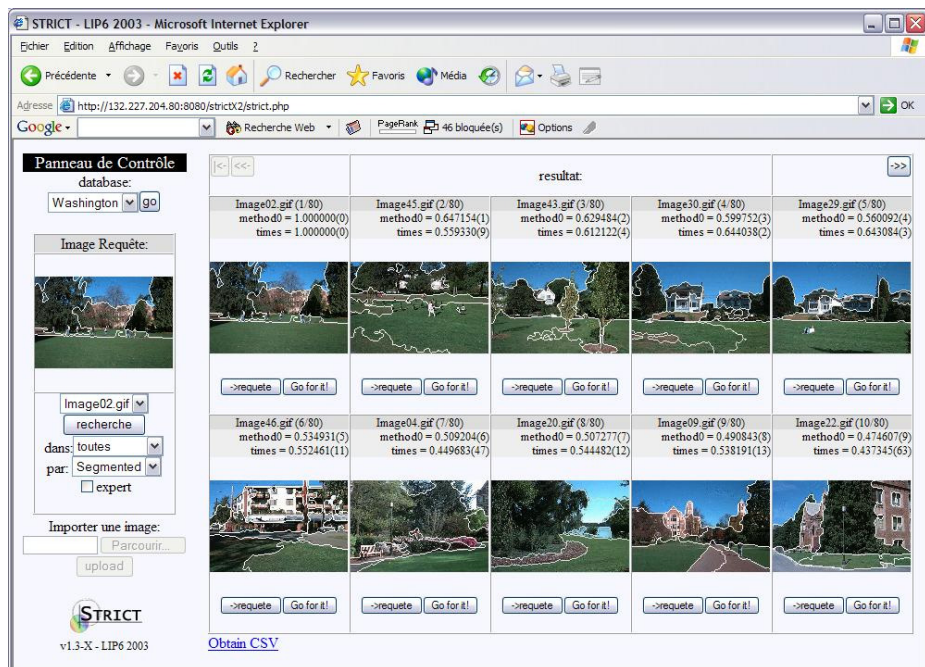 STRICT - LIP6 2003 - Microsoft Internet Explorer
Fichier Edition Affichage Favoris Outils ?
Précédente Rechercher Favoris Média
Adresse http://132.227.204.80:8080/strictX2/strict.php OK
Google Recherche Web PageRank 46 bloquée(s) Options
Panneau de Contrôle
database:
Washington go
Image Requête:
Image02.gif
recherche
dans: toutes
par: Segmented
expert
Importer une image:
Parcourir...
upload
STRICT
v1.3-X - LIP6 2003
|<- <<- resultat: ->>
Image02.gif (1/80) Image45.gif (2/80) Image43.gif (3/80) Image30.gif (4/80) Image29.gif (5/80)
method0 = 1.000000(0) method0 = 0.647154(1) method0 = 0.629484(2) method0 = 0.599752(3) method0 = 0.560092(4)
times = 1.000000(0) times = 0.559330(9) times = 0.612122(4) times = 0.644038(2) times = 0.643084(3)
->requete Go for it! ->requete Go for it! ->requete Go for it! ->requete Go for it! ->requete Go for it!
Image46.gif (6/80) Image04.gif (7/80) Image20.gif (8/80) Image09.gif (9/80) Image22.gif (10/80)
method0 = 0.534931(5) method0 = 0.509204(6) method0 = 0.507277(7) method0 = 0.490843(8) method0 = 0.474607(9)
times = 0.552461(11) times = 0.449683(47) times = 0.544482(12) times = 0.538191(13) times = 0.437345(63)
->requete Go for it! ->requete Go for it! ->requete Go for it! ->requete Go for it! ->requete Go for it!
Obtain CSV